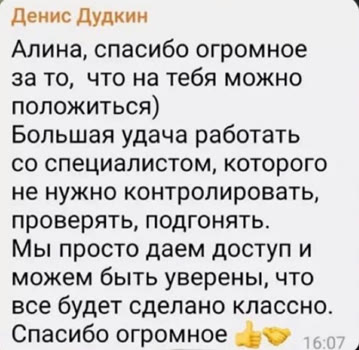 Денис Дудкин
Алина, спасибо огромное
за то, что на тебя можно
положиться)
Большая удача работать
со специалистом, которого
не нужно контролировать,
проверять, подгонять.
Мы просто даем доступ и
можем быть уверены, что
все будет сделано классно.
Спасибо огромное 👍🤝 16:07